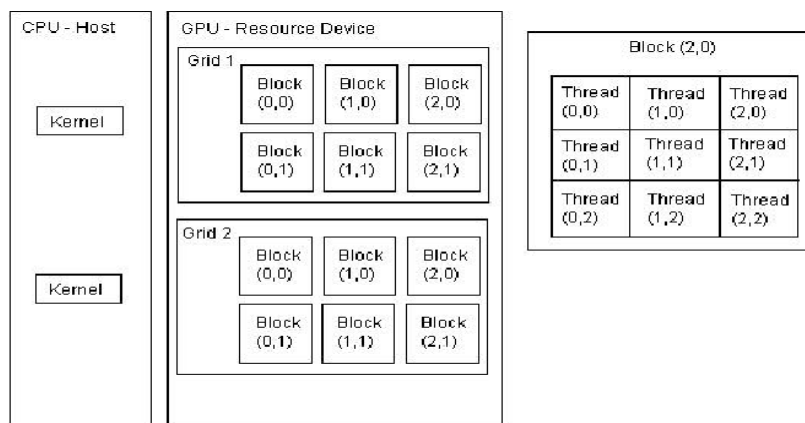 CPU - Host
Kernel
Kernel
GPU - Resource Device
Grid 1
Block Block Block
(0,0) (1,0) (2,0)
Block Block Block
(0,1) (1,1) (2,1)
Grid 2
Block Block Block
(0,0) (1,0) (2,0)
Block Block Block
(0,1) (1,1) (2,1)
Block (2,0)
Thread Thread Thread
(0,0) (1,0) (2,0)
Thread Thread Thread
(0,1) (1,1) (2,1)
Thread Thread Thread
(0,2) (1,2) (2,2)